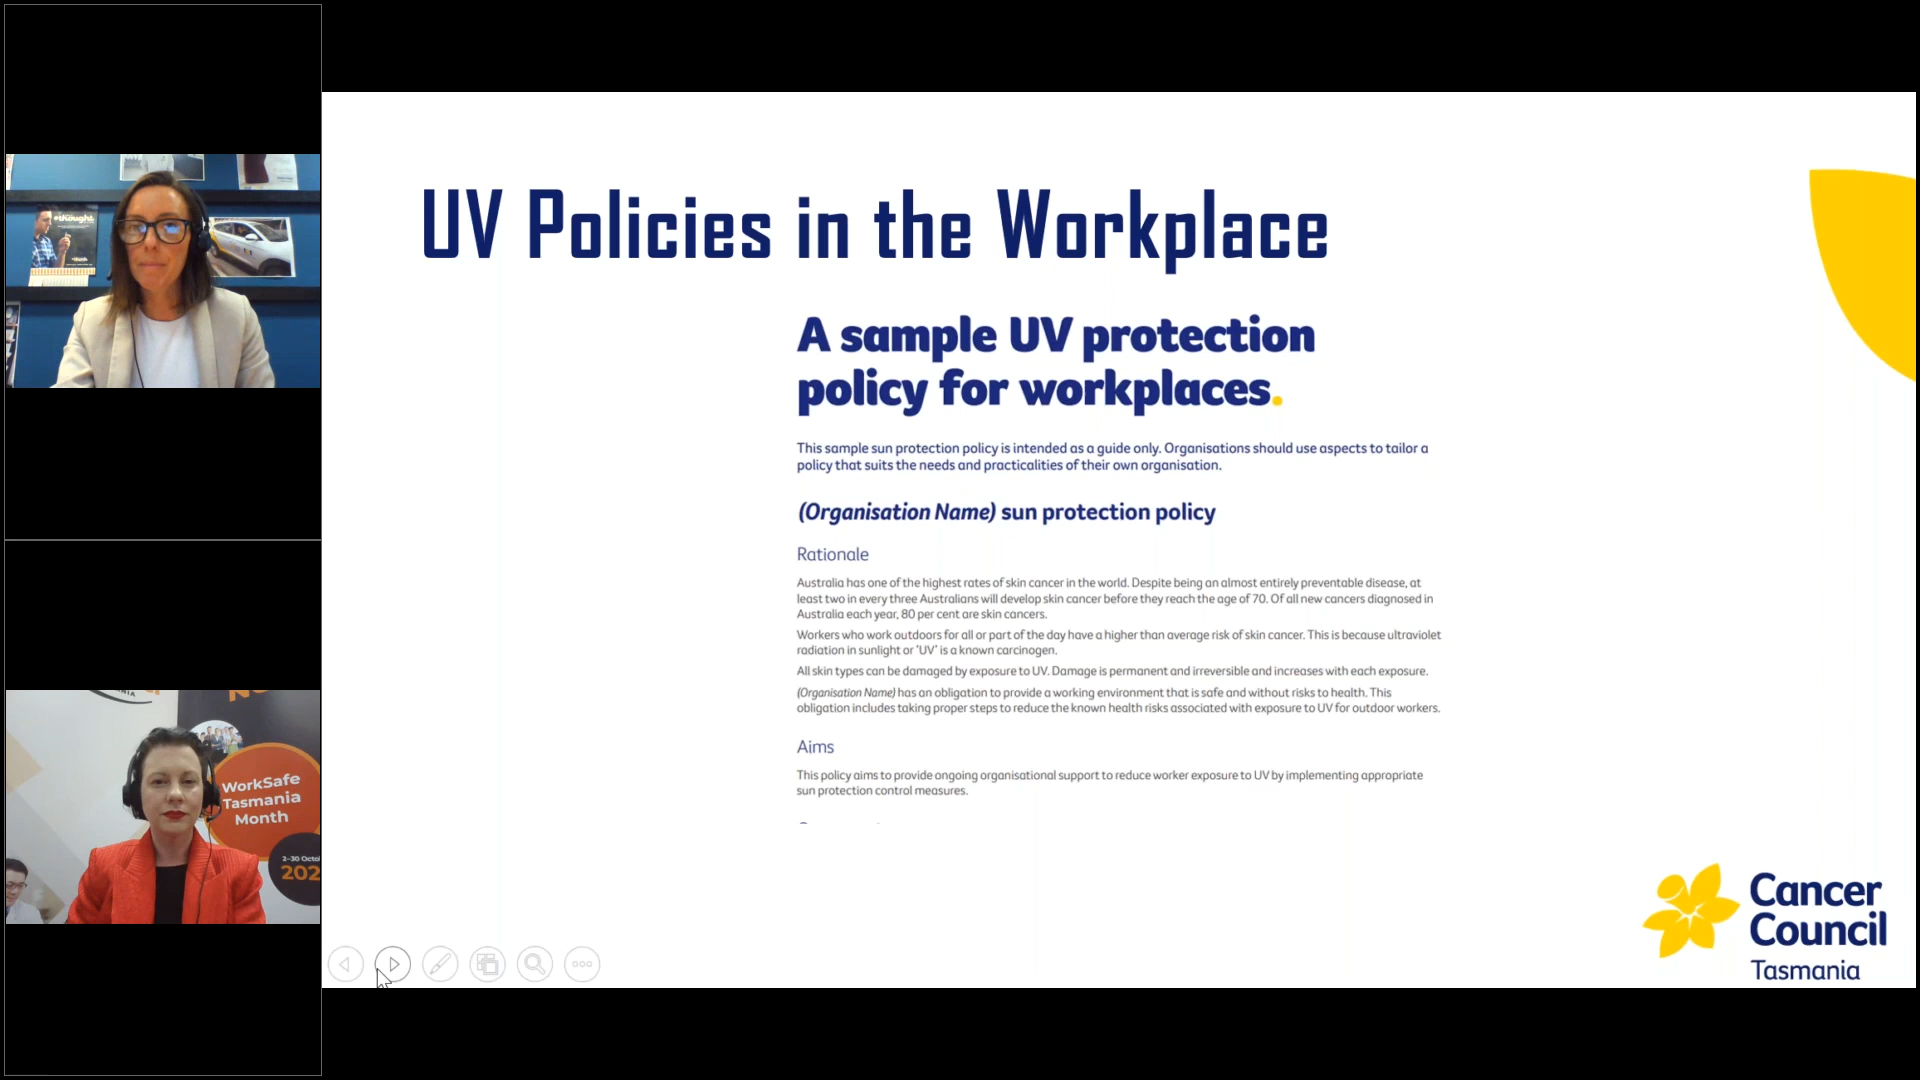 UV Policies in the Workplace
A sample UV protection
policy for workplaces.
This sample sun protection policy is intended as a guide only. Organisations should use aspects to tailor a
policy that suits the needs and practicalities of their own organisation.
(Organisation Name) sun protection policy
Rationale
Australia has one of the highest rates of skin cancer in the world. Despite being an almost entirely preventable disease, at
least two in every three Australians will develop skin cancer before they reach the age of 70. Of all new cancers diagnosed in
Australia each year, 80 per cent are skin cancers.
Workers who work outdoors for all or part of the day have a higher than average risk of skin cancer. This is because ultraviolet
radiation in sunlight or 'UV' is a known carcinogen.
All skin types can be damaged by exposure to UV. Damage is permanent and irreversible and increases with each exposure.
(Organisation Name) has an obligation to provide a working environment that is safe and without risks to health. This
obligation includes taking proper steps to reduce the known health risks associated with exposure to UV for outdoor workers.
Aims
This policy aims to provide ongoing organisational support to reduce worker exposure to UV by implementing appropriate
sun protection control measures.
Cancer
Council
Tasmania
WorkSafe
Tasmania
Month
2-30 Octo
202